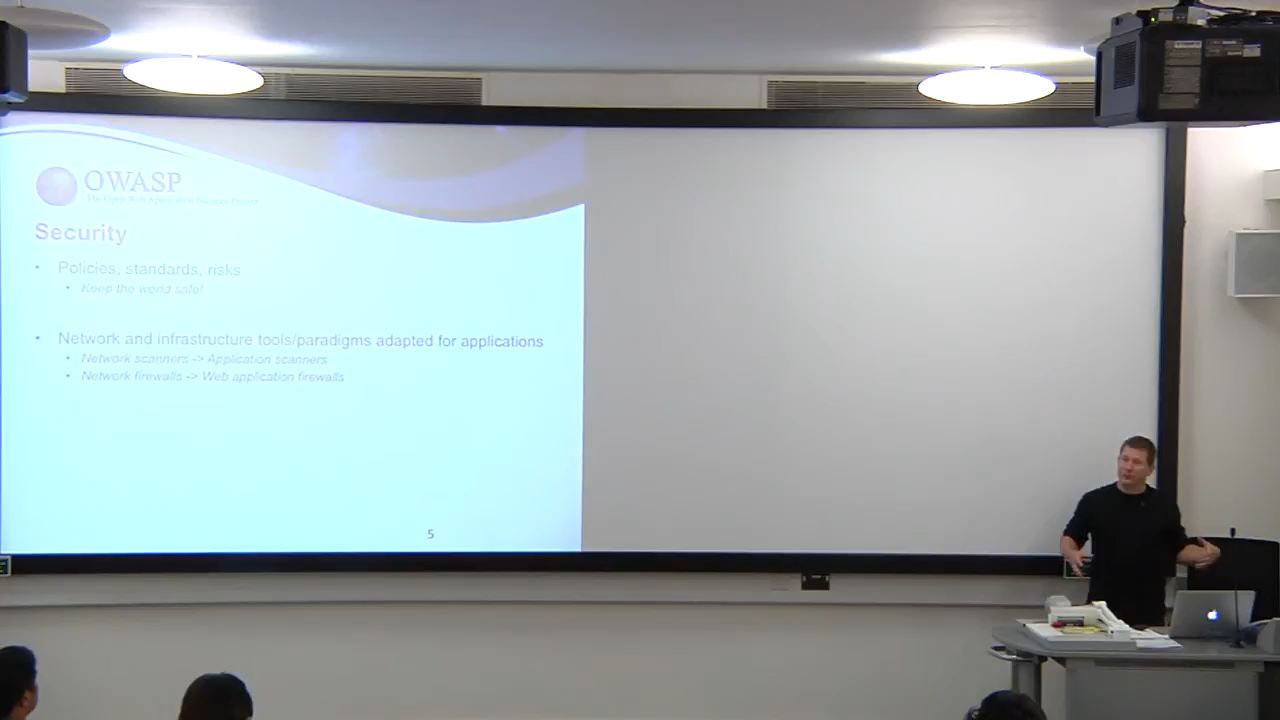 OWASP
The Open Web Application Security Project
Security
• Policies, standards, risks
• Keep the world safe!
• Network and infrastructure tools/paradigms adapted for applications
• Network scanners -> Application scanners
• Network firewalls -> Web application firewalls
5